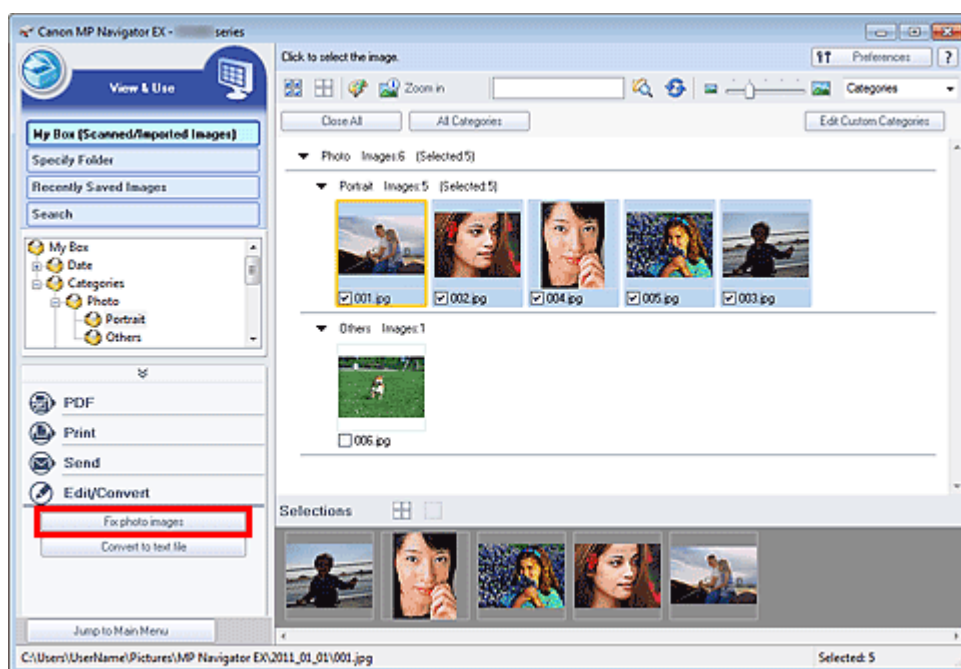 Canon MP Navigator EX - series
View & Use
My Box (Scanned/Imported Images)
Specify Folder
Recently Saved Images
Search
My Box
Date
Categories
Photo
Portrait
Others
PDF
Print
Send
Edit/Convert
Fix photo images
Convert to text file
Jump to Main Menu
Click to select the image.
Preferences ?
Zoom in
Categories
Close All All Categories Edit Custom Categories
Photo Images:6 (Selected:5)
Portrait Images:5 (Selected:5)
001.jpg 002.jpg 004.jpg 005.jpg 003.jpg
Others Images:1
006.jpg
Selections
C:\Users\UserName\Pictures\MP Navigator EX\2011_01_01\001.jpg Selected: 5